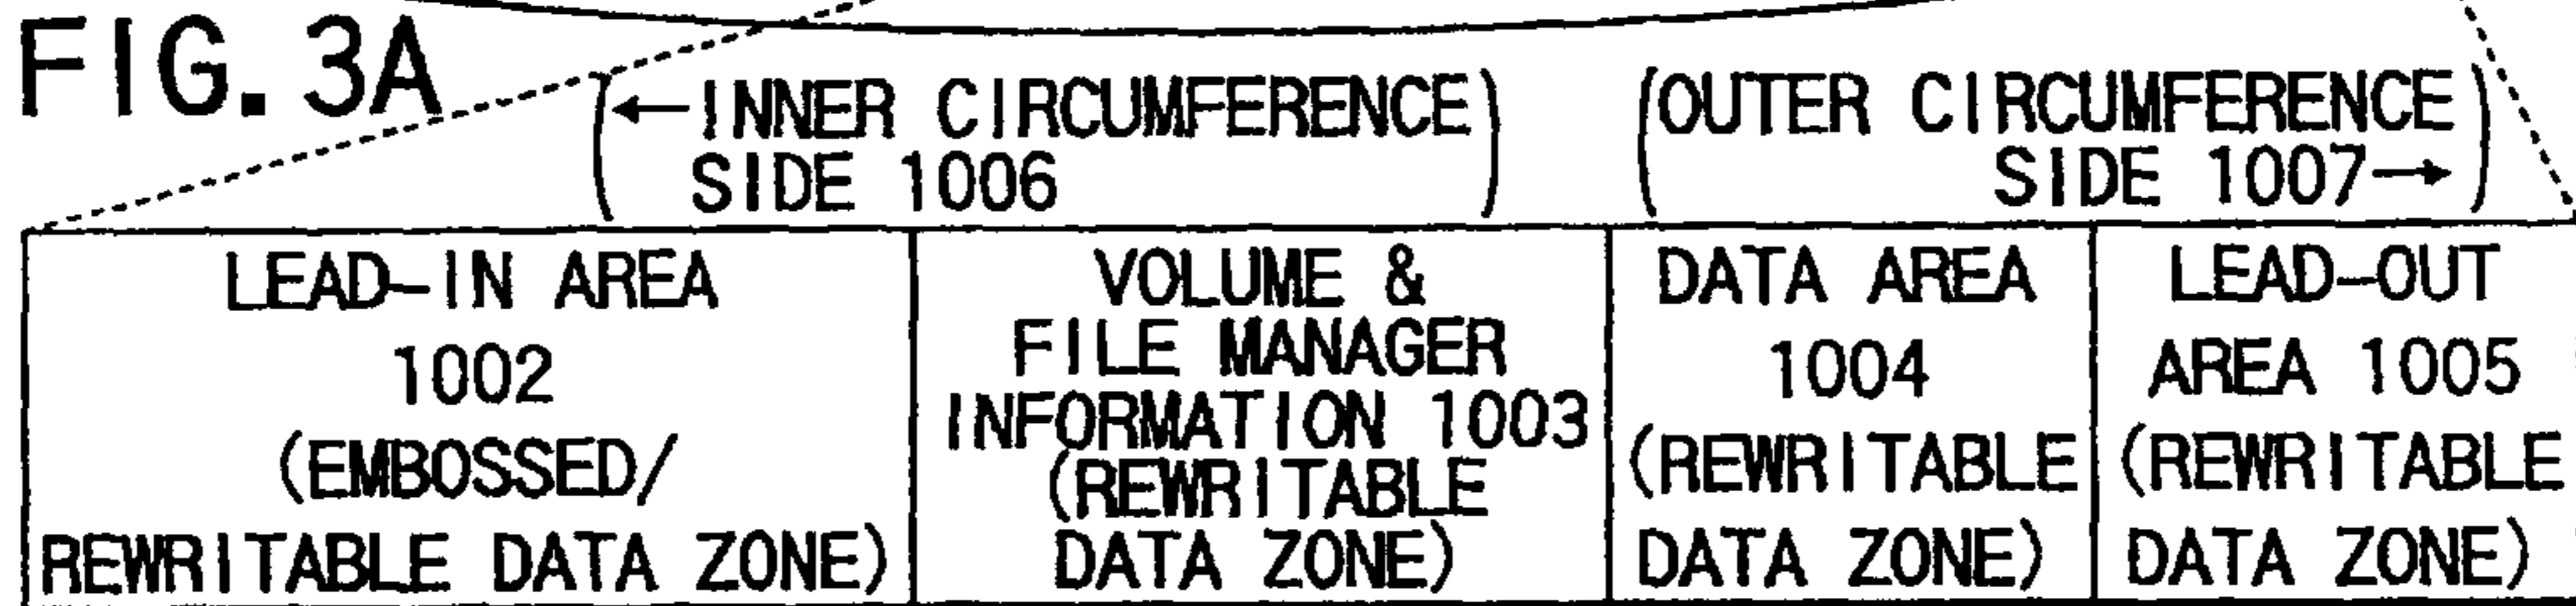 FIG. 3A
(←INNER CIRCUMFERENCE
SIDE 1006)
(OUTER CIRCUMFERENCE
SIDE 1007→)
LEAD-IN AREA
1002
(EMBOSSED/
REWRITABLE DATA ZONE)
VOLUME &
FILE MANAGER
INFORMATION 1003
(REWRITABLE
DATA ZONE)
DATA AREA
1004
(REWRITABLE
DATA ZONE)
LEAD-OUT
AREA 1005
(REWRITABLE
DATA ZONE)